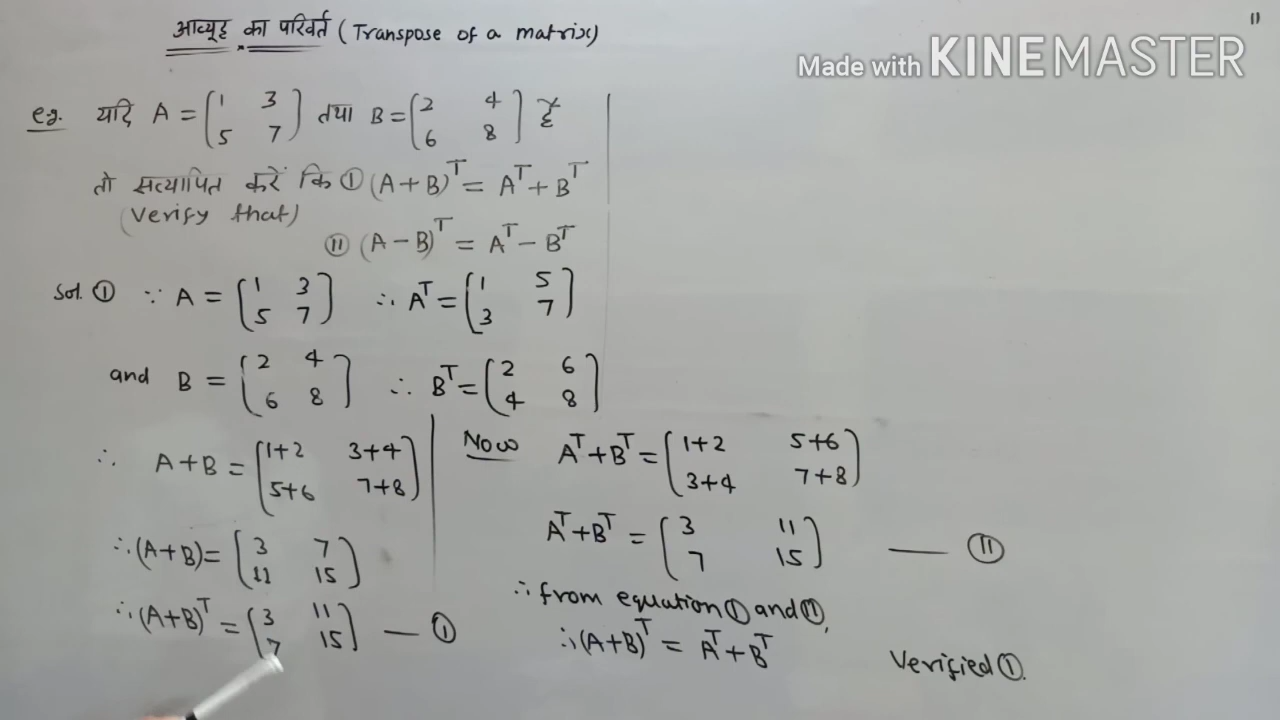 आव्यूह का परिवर्त (Transpose of a matrix)
11
Made with KINEMASTER
e.g. यदि A = [1 3 5 7] तथा B = [2 4 6 8] है
तो सत्यापित करें कि ① (A+B)^T = A^T + B^T
(Verify that)
⑪ (A-B)^T = A^T - B^T
Sol. ① ∵ A = [1 3 5 7] ∴ A^T = [1 5 3 7]
and B = [2 4 6 8] ∴ B^T = [2 6 4 8]
∴ A+B = [1+2 3+4 5+6 7+8]
∴ (A+B) = [3 7 11 15]
∴ (A+B)^T = [3 11 7 15] — ①
Now A^T + B^T = [1+2 5+6 3+4 7+8]
A^T + B^T = [3 11 7 15] — ⑪
∴ from equation ① and ⑪,
∴ (A+B)^T = A^T + B^T
Verified ①.